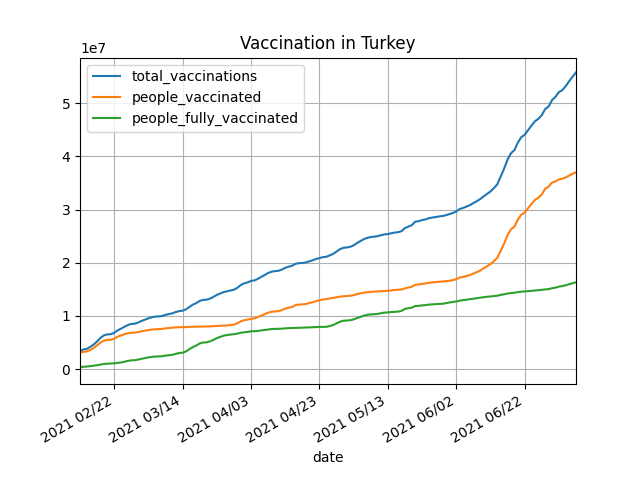 Vaccination in Turkey
1e7
total_vaccinations
people_vaccinated
people_fully_vaccinated
5
4
3
2
1
0
2021 02/22
2021 03/14
2021 04/03
2021 04/23
2021 05/13
2021 06/02
2021 06/22
date